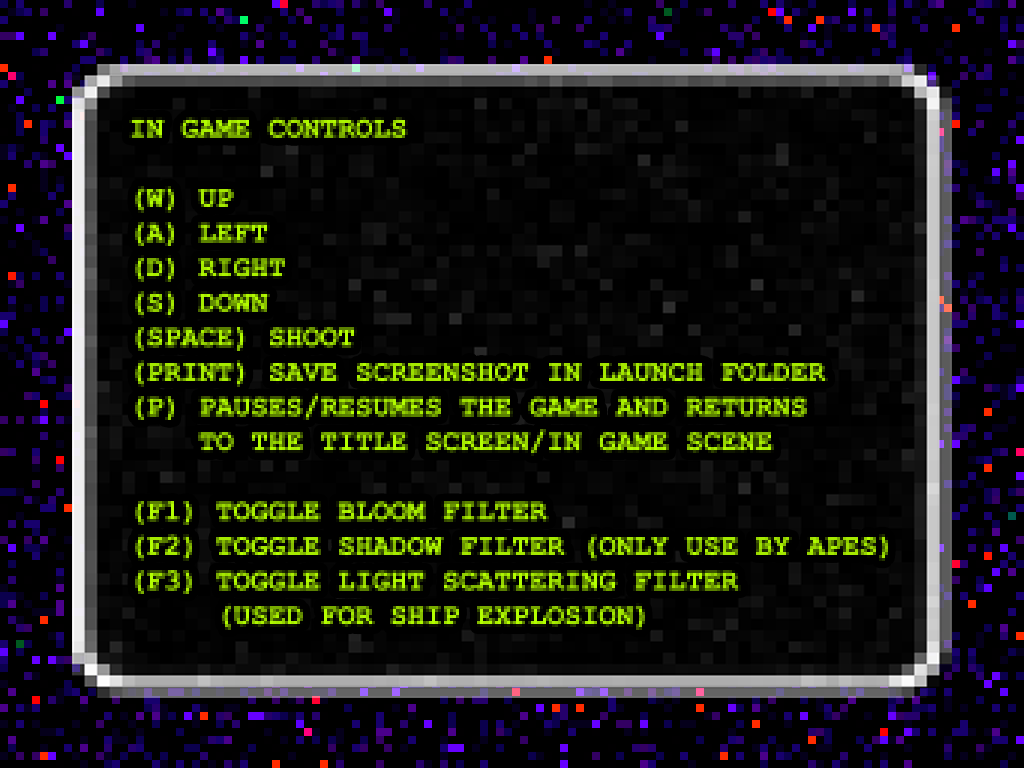 IN GAME CONTROLS
(W) UP
(A) LEFT
(D) RIGHT
(S) DOWN
(SPACE) SHOOT
(PRINT) SAVE SCREENSHOT IN LAUNCH FOLDER
(P) PAUSES/RESUMES THE GAME AND RETURNS
TO THE TITLE SCREEN/IN GAME SCENE
(F1) TOGGLE BLOOM FILTER
(F2) TOGGLE SHADOW FILTER (ONLY USE BY APES)
(F3) TOGGLE LIGHT SCATTERING FILTER
(USED FOR SHIP EXPLOSION)